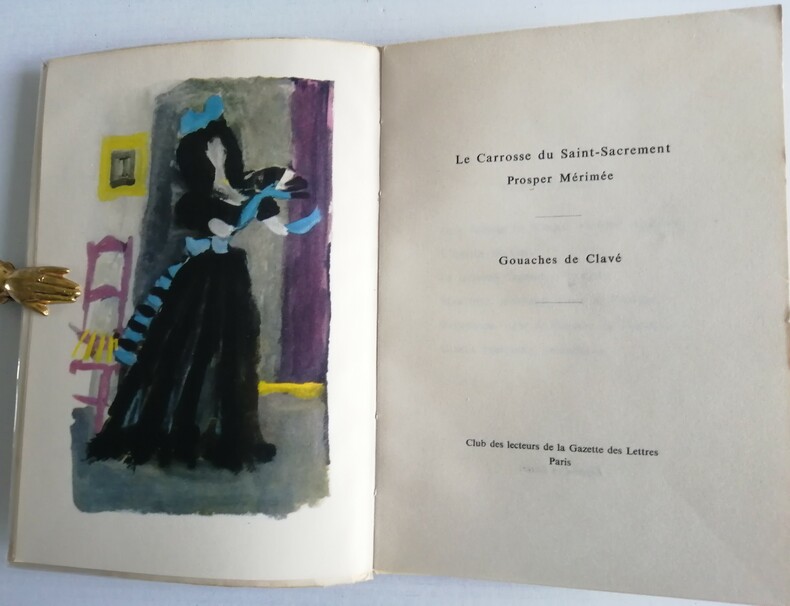 Le Carrosse du Saint-Sacrement
Prosper Mérimée
Gouaches de Clavé
Club des lecteurs de la Gazette des Lettres
Paris